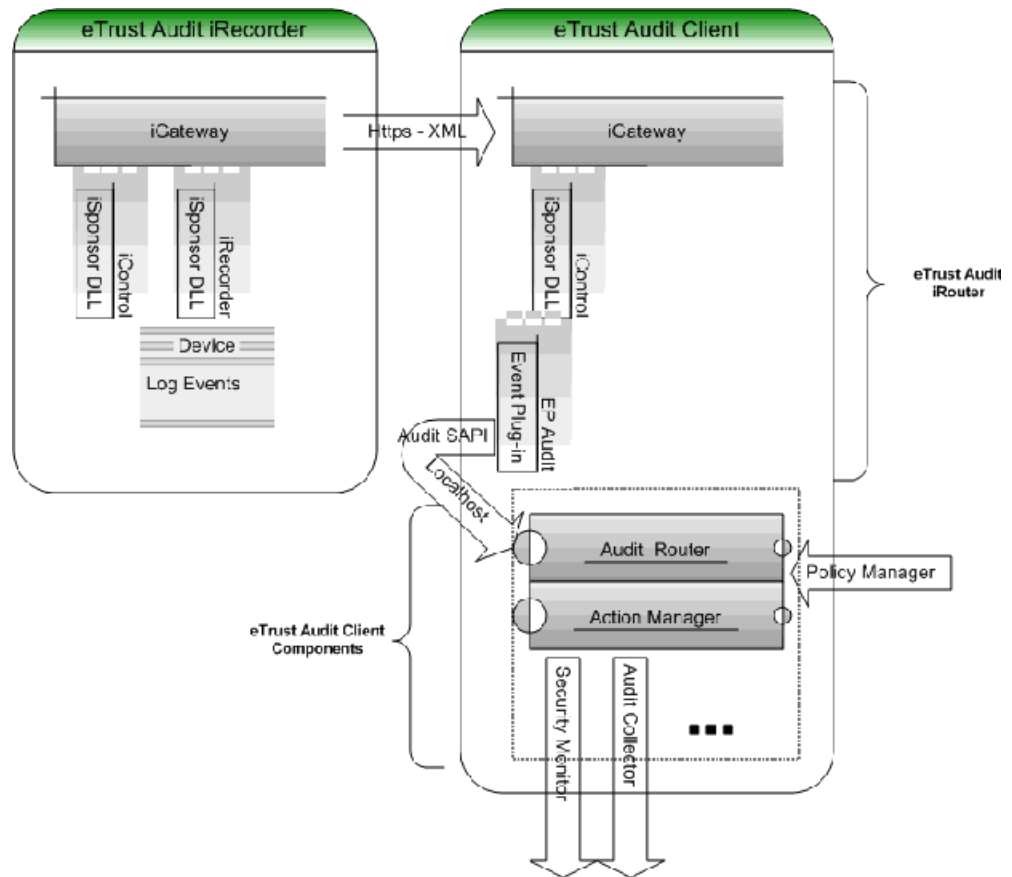 eTrust Audit iRecorder
iGateway
iSponsor DLL
iControl
iSponsor DLL
iRecorder
Device
Log Events
Https - XML
eTrust Audit Client
iGateway
iSponsor DLL
iControl
Event Plug-in
EP Audit
eTrust Audit
iRouter
Audit SAPI
Localhost
Audit Router
Action Manager
Policy Manager
eTrust Audit Client
Components
Security Monitor
Audit Collector